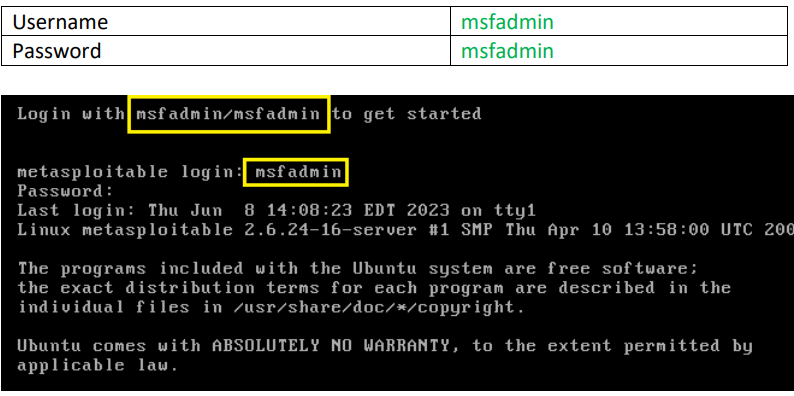 Username msfadmin
Password msfadmin
Login with msfadmin/msfadmin to get started
metasploitable login: msfadmin
Password:
Last login: Thu Jun  8 14:08:23 EDT 2023 on tty1
Linux metasploitable 2.6.24-16-server #1 SMP Thu Apr 10 13:58:00 UTC 200
The programs included with the Ubuntu system are free software;
the exact distribution terms for each program are described in the
individual files in /usr/share/doc/*/copyright.
Ubuntu comes with ABSOLUTELY NO WARRANTY, to the extent permitted by
applicable law.